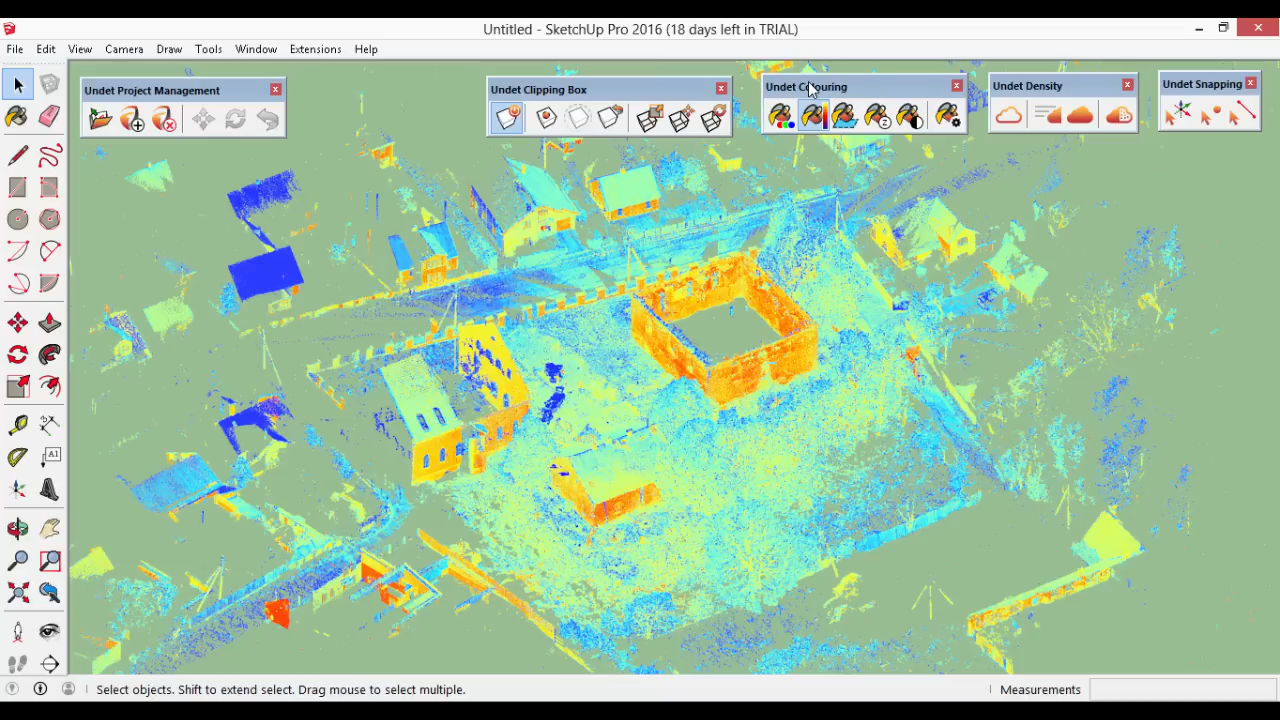 Untitled - SketchUp Pro 2016 (18 days left in TRIAL)
File Edit View Camera Draw Tools Window Extensions Help
Undet Project Management
Undet Clipping Box
Undet Colouring
Undet Density
Undet Snapping
Z
A1
Select objects. Shift to extend select. Drag mouse to select multiple.
Measurements